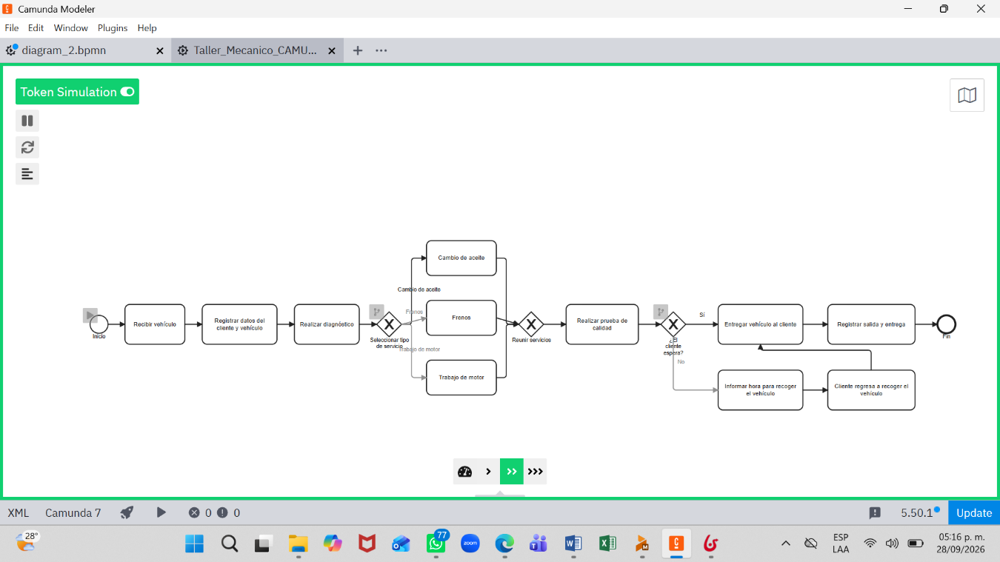 Camunda Modeler
File Edit Window Plugins Help
diagram_2.bpmn
Taller_Mecanico_CAMU...
Token Simulation
Cambio de aceite
Cambio de aceite
Recibir vehículo
Registrar datos del
cliente y vehículo
Realizar diagnóstico
Frenos
Frenos
Realizar prueba de
calidad
Sí
Entregar vehículo al cliente
Registrar salida y entrega
Inicio
Seleccionar tipo
de servicio
Reunir servicios
¿El
cliente
espera?
Fin
Trabajo de motor
No
Trabajo de motor
Informar hora para recoger
el vehículo
Cliente regresa a recoger el
vehículo
XML Camunda 7 0 0 5.50.1 Update
28°
77
zoom
ESP
LAA
05:16 p. m.
28/09/2026